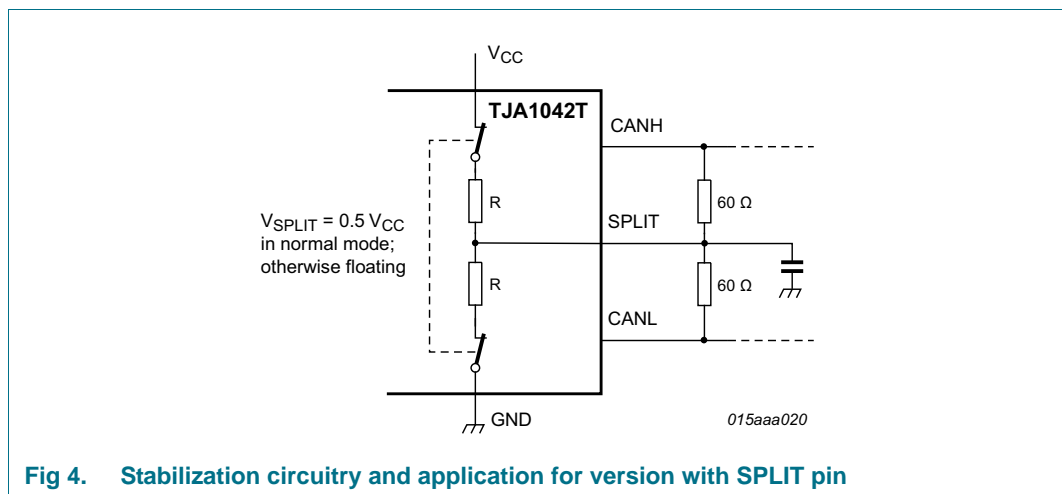 VCC
TJA1042T
CANH
R
60 Ω
VSPLIT = 0.5 VCC
in normal mode;
otherwise floating
SPLIT
R
60 Ω
CANL
GND
015aaa020
Fig 4. Stabilization circuitry and application for version with SPLIT pin